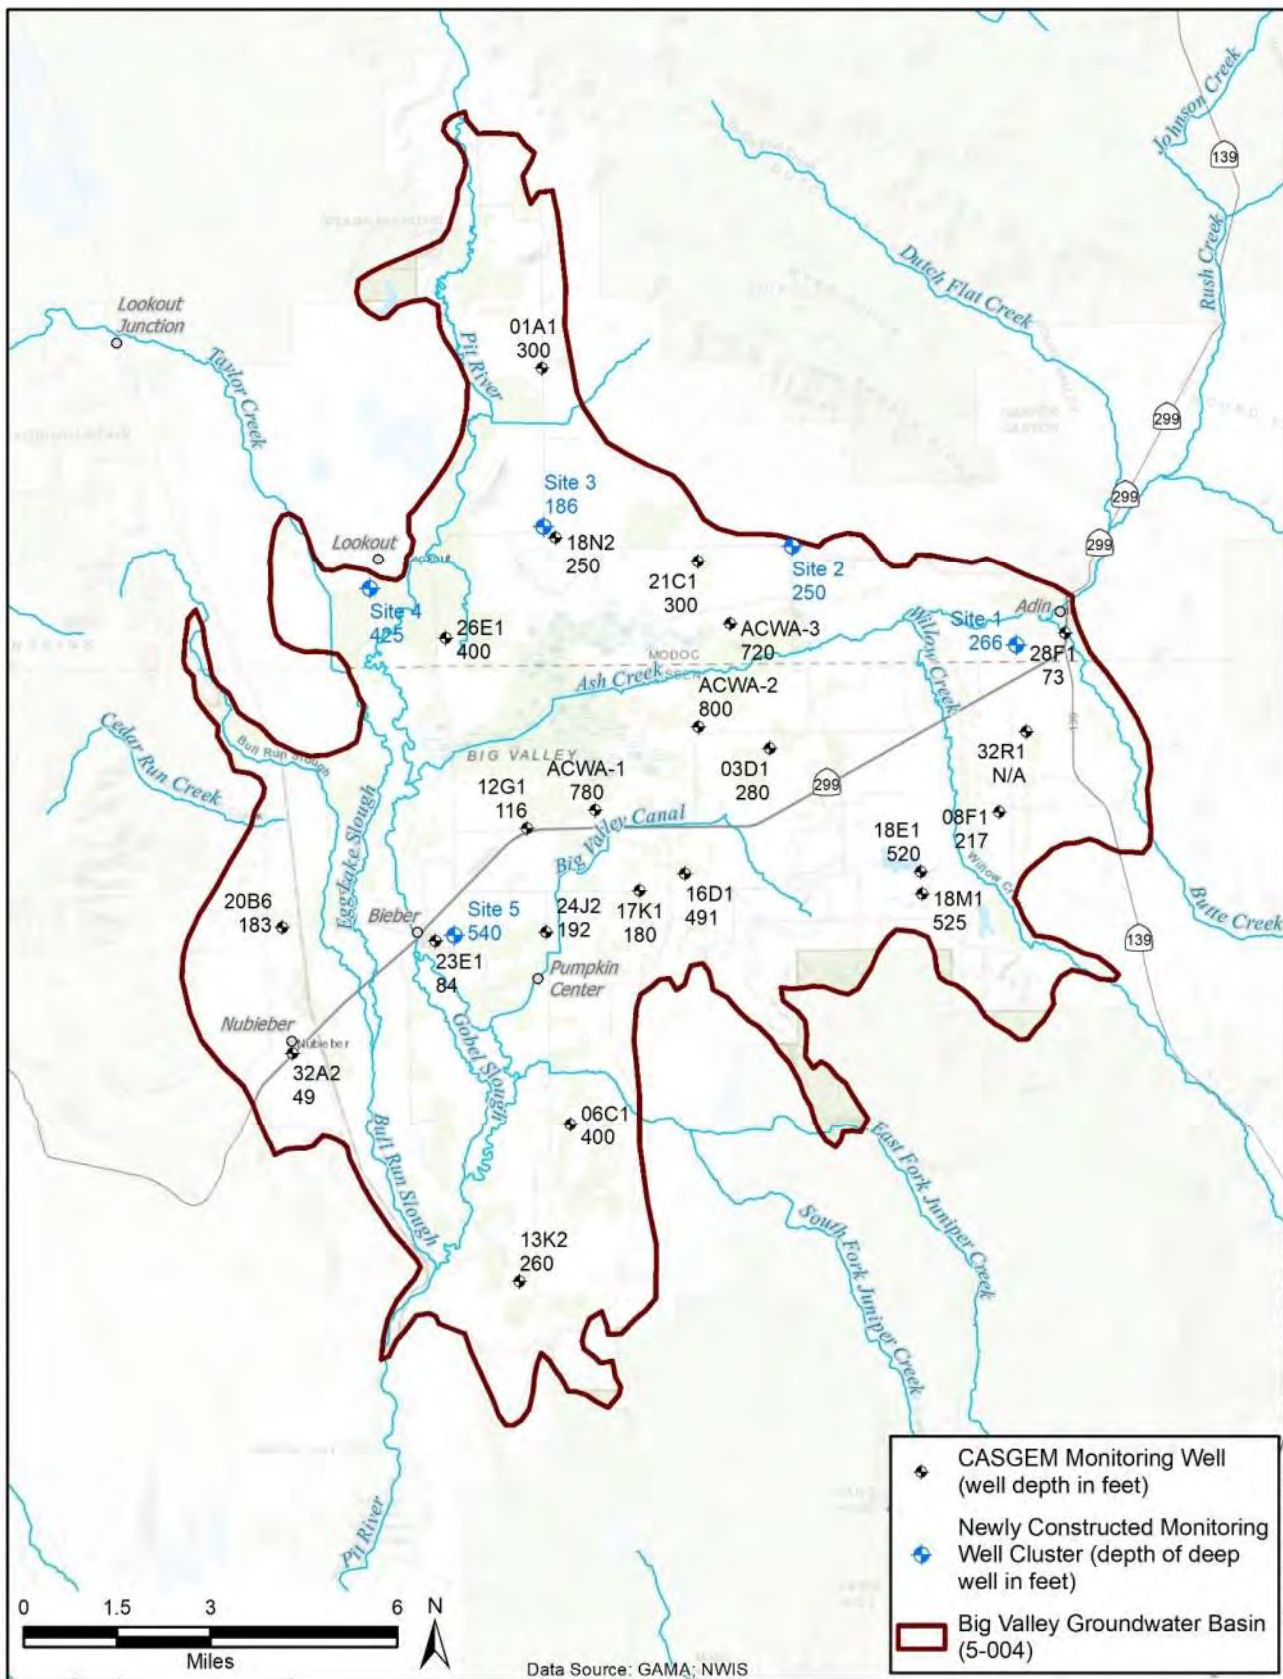 Johnson Creek
139
Rush Creek
Dutch Flat Creek
Lookout
Junction
Taylor Creek
Pit River
01A1
300
299
299
299
Site 3
186
18N2
250
Lookout
21C1
300
Site 2
250
Adin
Site 4
425
26E1
400
ACWA-3
720
Willow Creek
Site 1
266
28F1
73
MODOC
Ash Creek
ACWA-2
800
139
32R1
N/A
Cedar Run Creek
Bull Run Slough
BIG VALLEY
03D1
280
299
12G1
116
ACWA-1
780
Big Valley Canal
Egg Lake Slough
18E1
520
08F1
217
Willow Cr
20B6
183
Bieber
Site 5
540
24J2
192
17K1
180
16D1
491
18M1
525
Butte Creek
139
23E1
84
Pumpkin
Center
Nubieber
Nubieber
32A2
49
Gobel Slough
06C1
400
Bull Run Slough
East Fork Juniper Creek
South Fork Juniper Creek
13K2
260
Pit River
CASGEM Monitoring Well
(well depth in feet)
Newly Constructed Monitoring
Well Cluster (depth of deep
well in feet)
Big Valley Groundwater Basin
(5-004)
0 1.5 3 6
Miles
N
Data Source: GAMA; NWIS